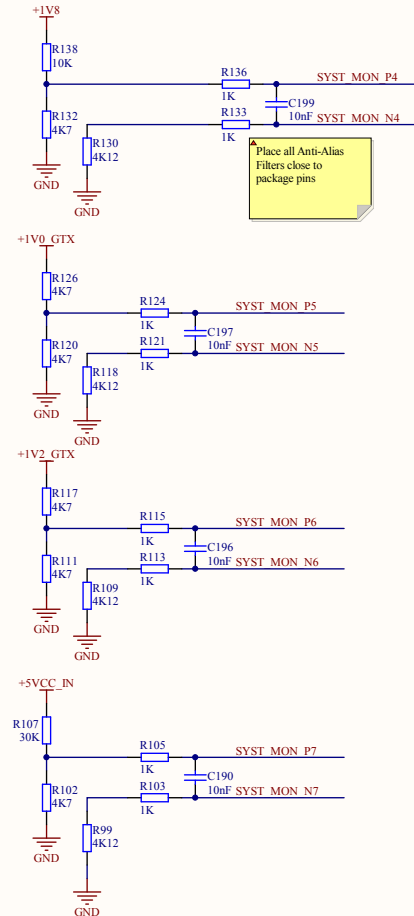 +1V8
R138
10K
R136
1K
SYST_MON_P4
R132
4K7
R133
1K
C199
10nF
SYST_MON_N4
R130
4K12
GND
GND
Place all Anti-Alias
Filters close to
package pins
+1V0_GTX
R126
4K7
R124
1K
SYST_MON_P5
R120
4K7
R121
1K
C197
10nF
SYST_MON_N5
R118
4K12
GND
GND
+1V2_GTX
R117
4K7
R115
1K
SYST_MON_P6
R111
4K7
R113
1K
C196
10nF
SYST_MON_N6
R109
4K12
GND
GND
+5VCC_IN
R107
30K
R105
1K
SYST_MON_P7
R102
4K7
R103
1K
C190
10nF
SYST_MON_N7
R99
4K12
GND
GND